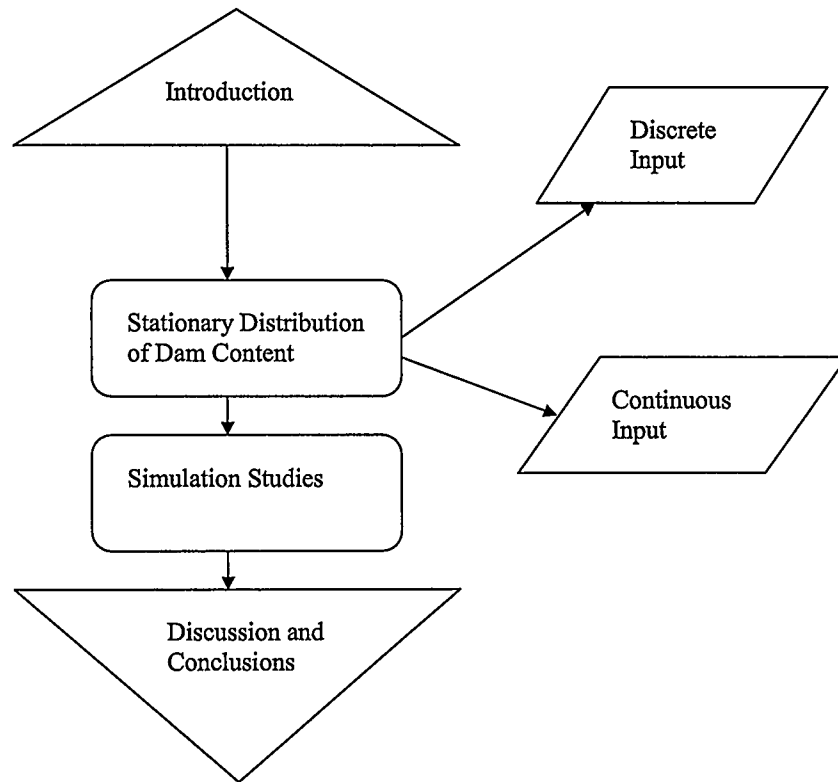 Introduction
Discrete
Input
Stationary Distribution
of Dam Content
Continuous
Input
Simulation Studies
Discussion and
Conclusions